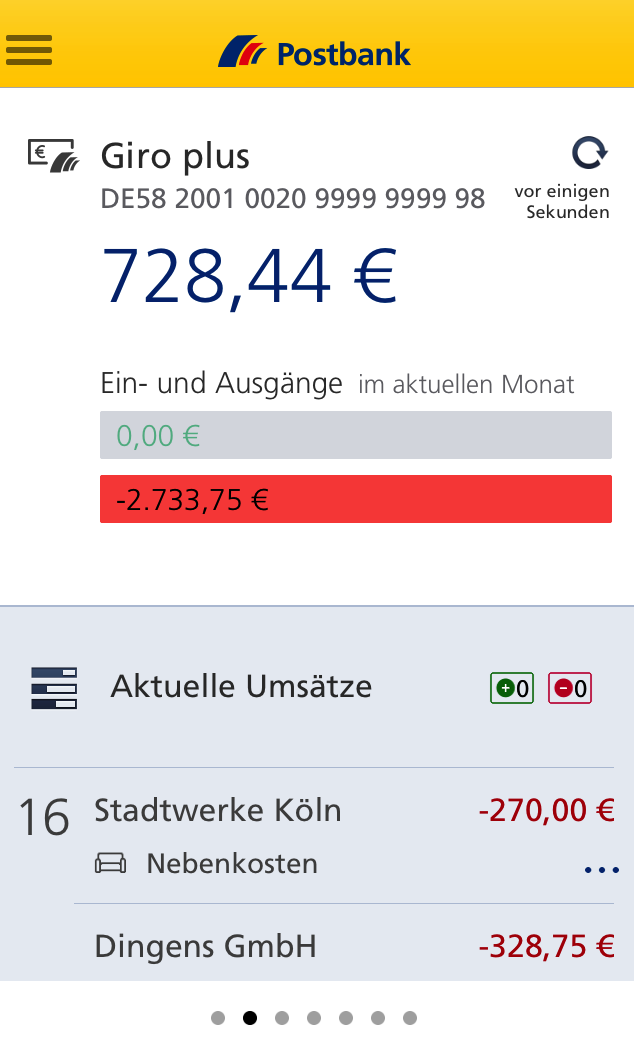 Postbank
Giro plus
DE58 2001 0020 9999 9999 98
vor einigen
Sekunden
728,44 €
Ein- und Ausgänge im aktuellen Monat
0,00 €
-2.733,75 €
Aktuelle Umsätze +0 -0
16 Stadtwerke Köln -270,00 €
Nebenkosten ...
Dingens GmbH -328,75 €